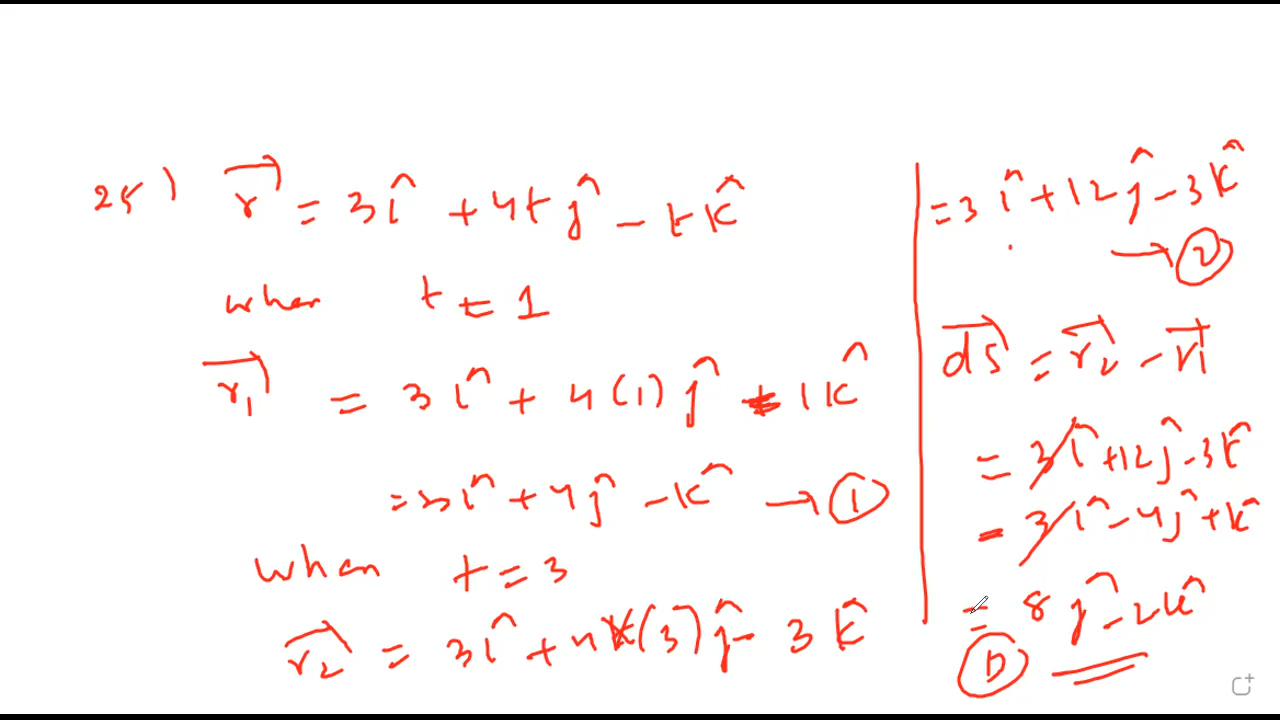 25) r⃗ = 3î + 4tĵ - tk̂
when t = 1
r⃗₁ = 3î + 4(1)ĵ - 1k̂
= 3î + 4ĵ - k̂ → ①
when t = 3
r⃗₂ = 3î + 4(3)ĵ - 3k̂
= 3î + 12ĵ - 3k̂
→ ②
d⃗s = r⃗₂ - r⃗₁
= 3î + 12ĵ - 3k̂
- 3î - 4ĵ + k̂
= 8ĵ - 2k̂
D